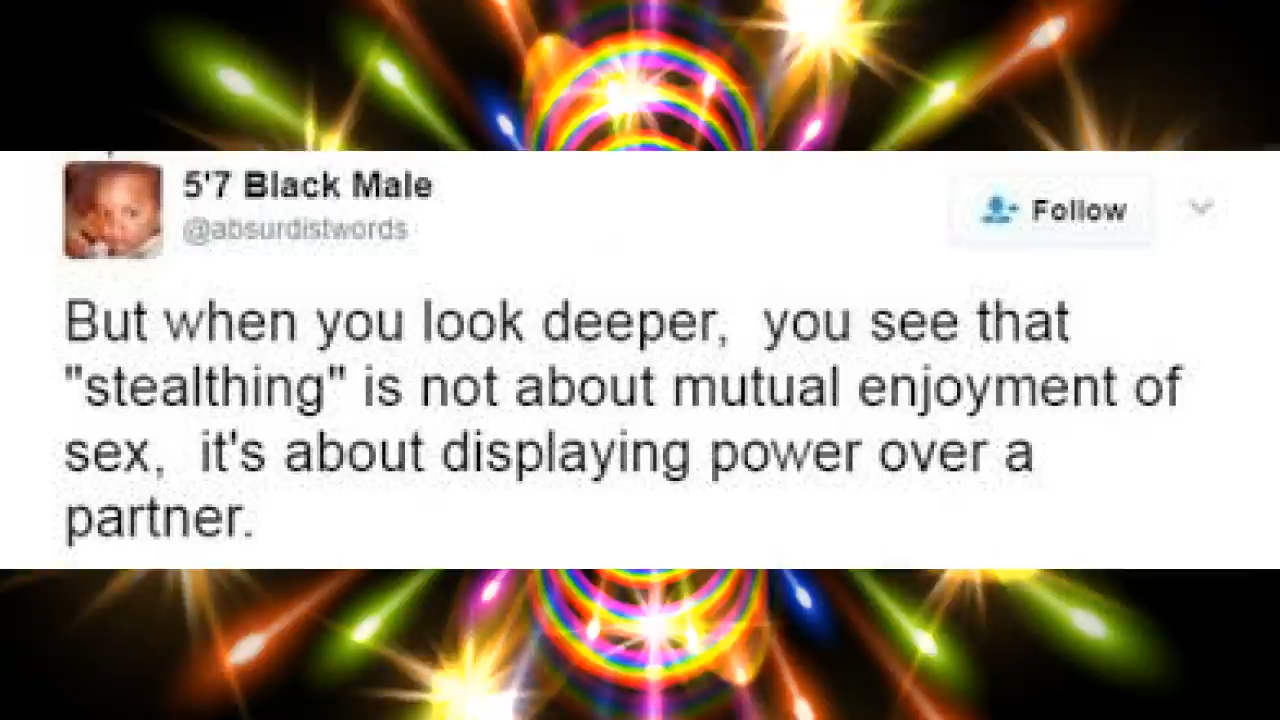 5'7 Black Male
@absurdistwords
Follow
But when you look deeper,  you see that
"stealthing" is not about mutual enjoyment of
sex,  it's about displaying power over a
partner.